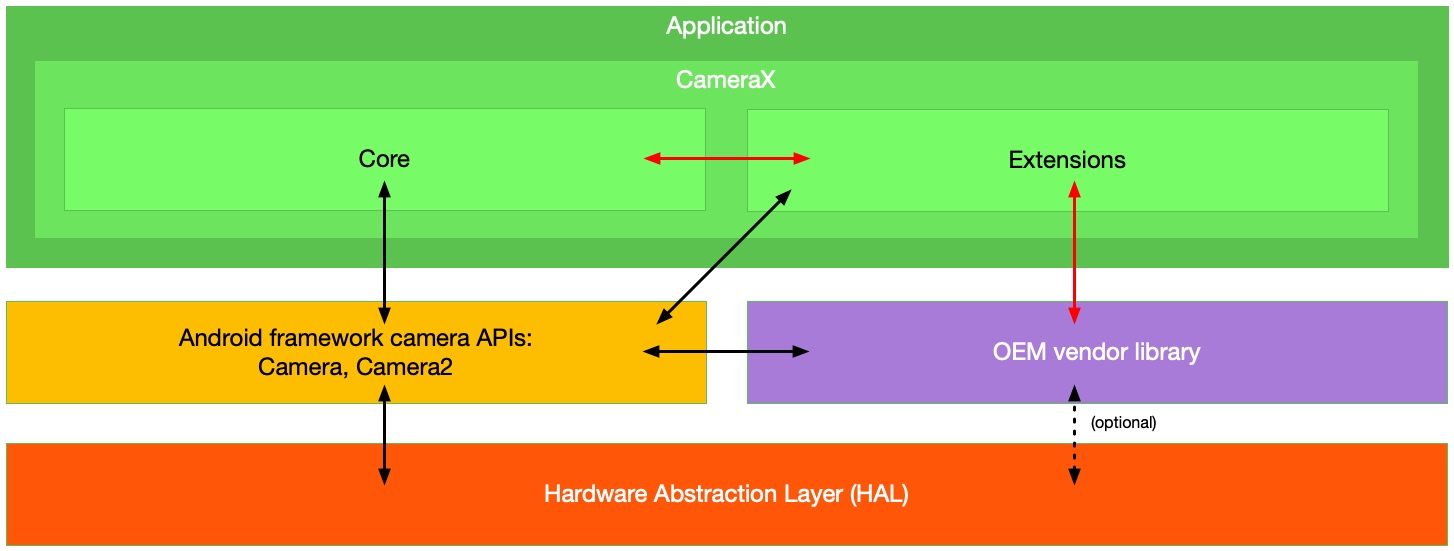 Application
CameraX
Core
Extensions
Android framework camera APIs:
Camera, Camera2
OEM vendor library
(optional)
Hardware Abstraction Layer (HAL)